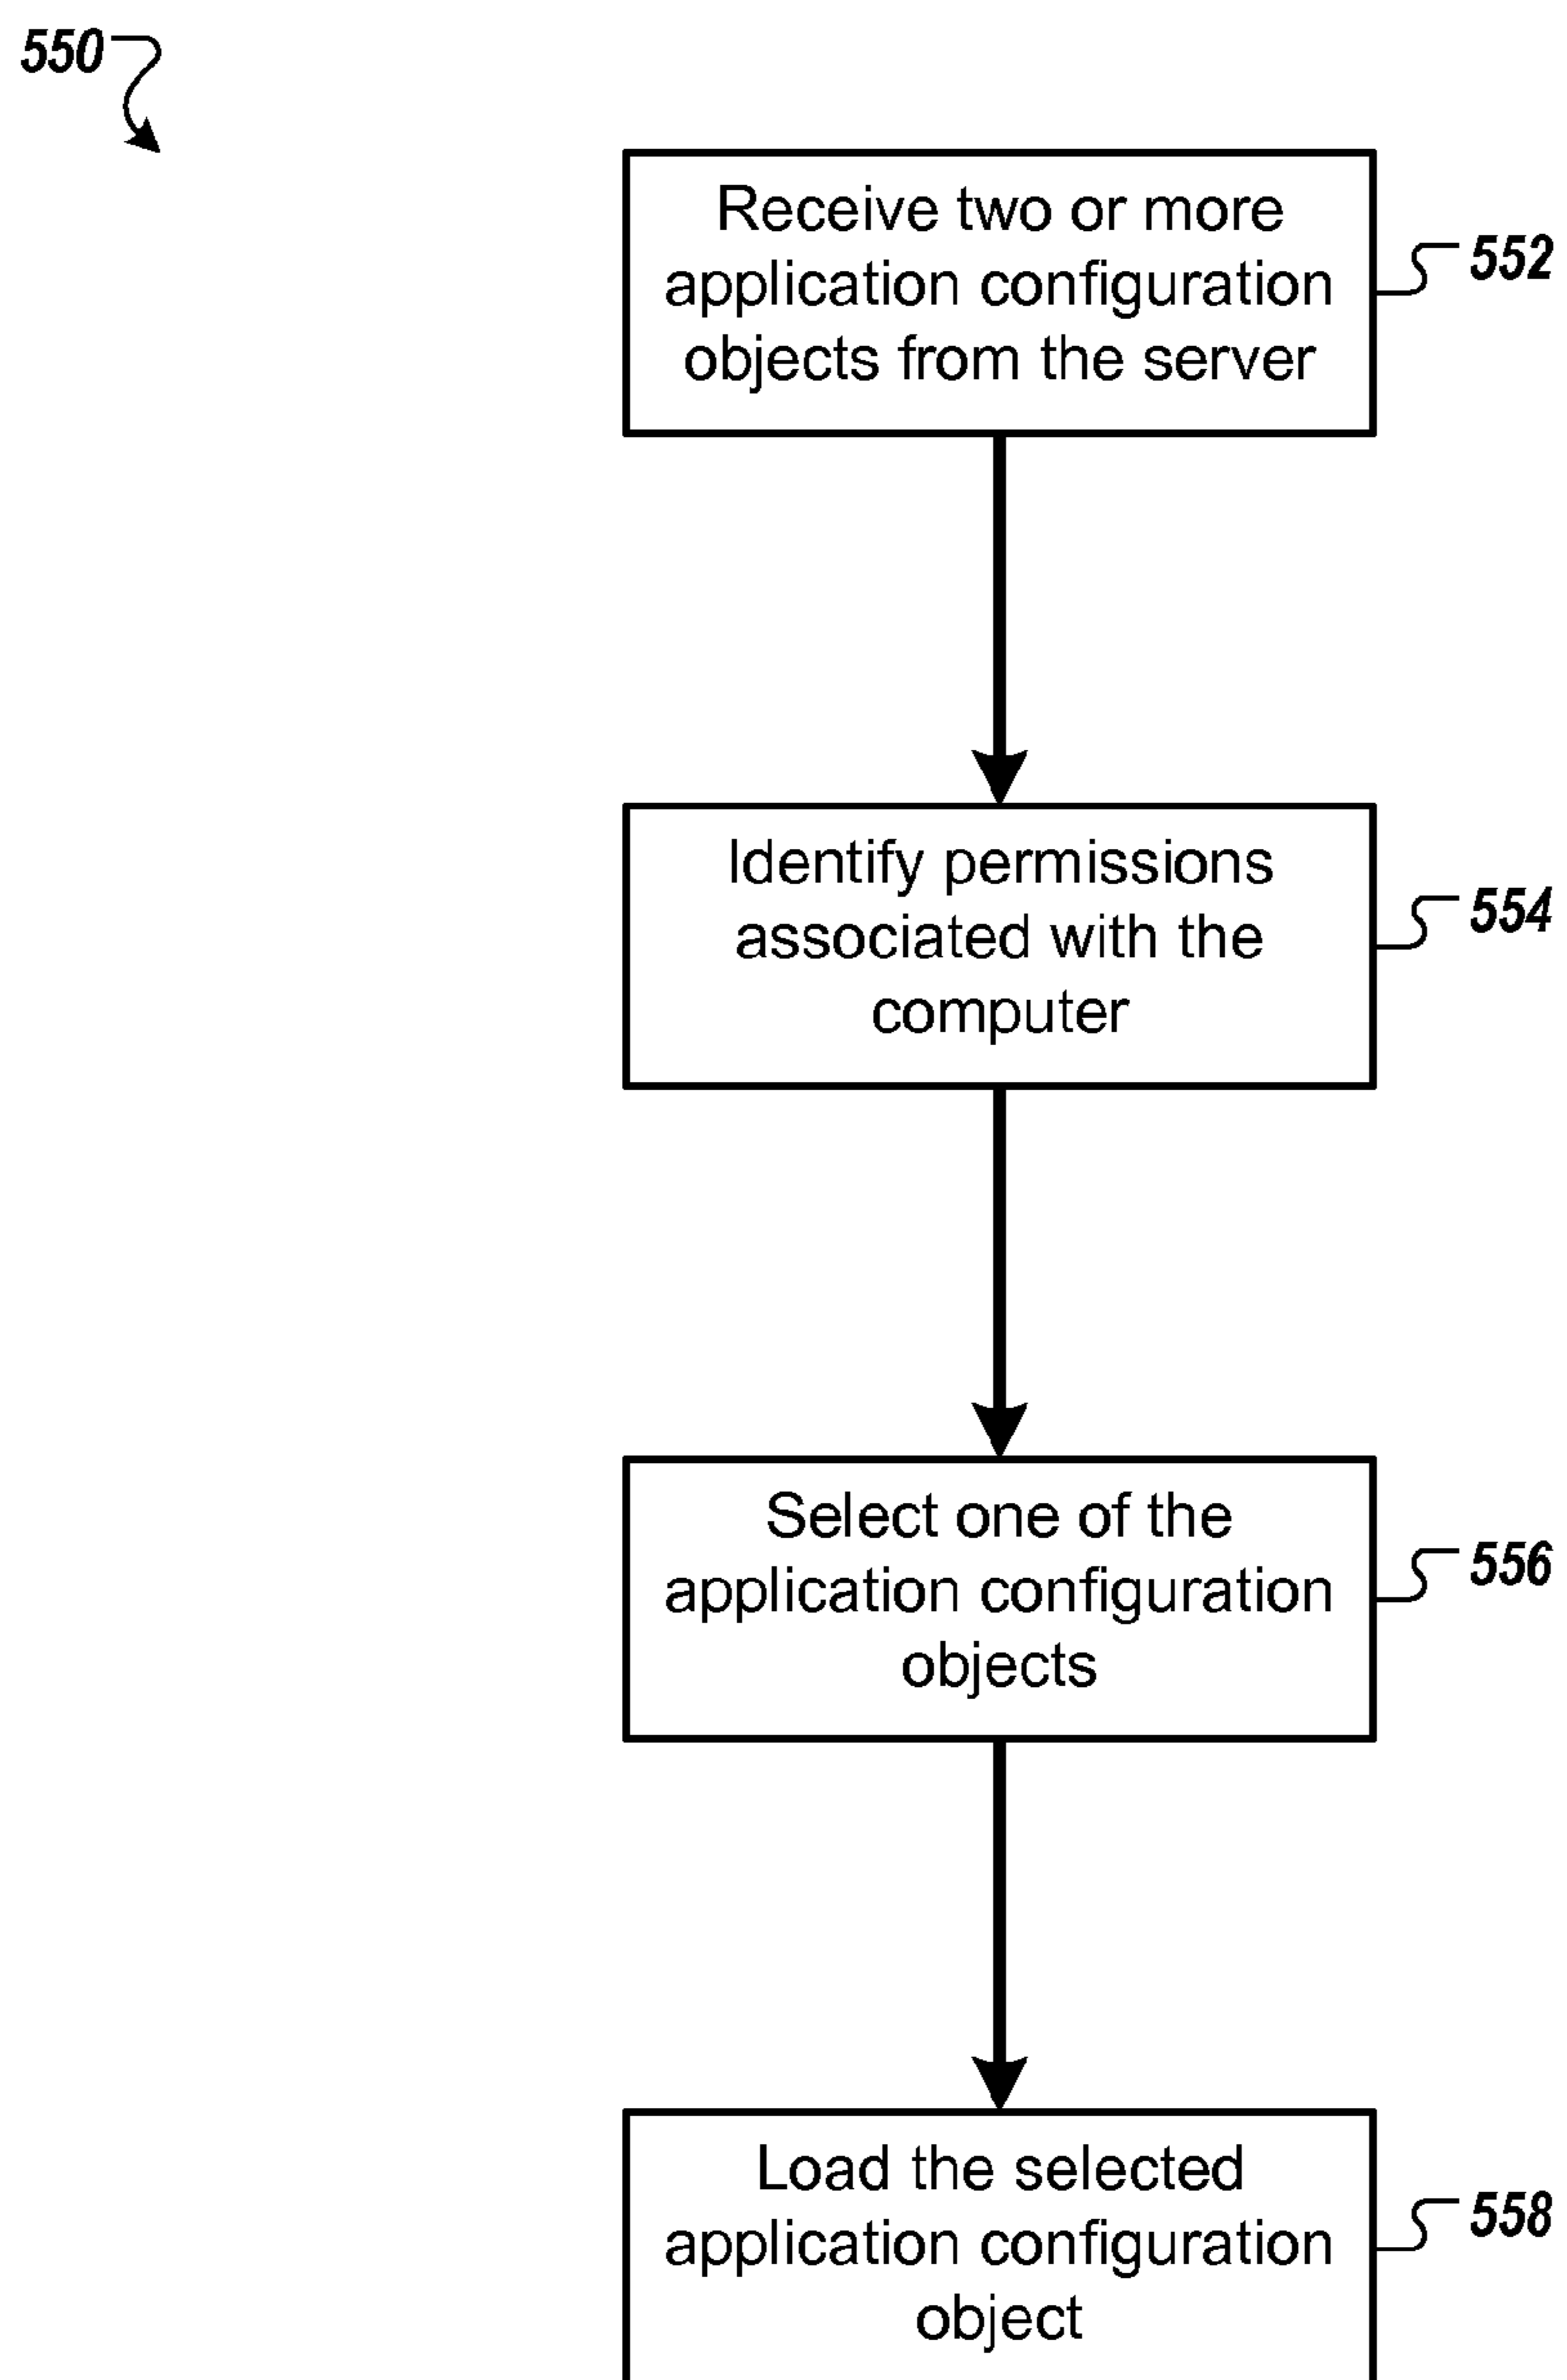 550
Receive two or more
application configuration
objects from the server
552
Identify permissions
associated with the
computer
554
Select one of the
application configuration
objects
556
Load the selected
application configuration
object
558